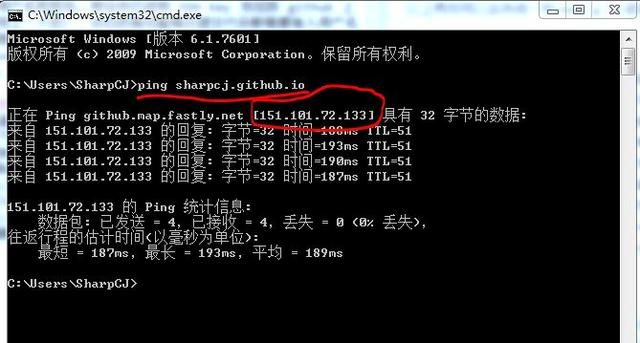 C:\Windows\system32\cmd.exe
Microsoft Windows [版本 6.1.7601]
版权所有 (c) 2009 Microsoft Corporation。保留所有权利。
C:\Users\SharpCJ>ping sharpcj.github.io
正在 Ping github.map.fastly.net [151.101.72.133] 具有 32 字节的数据:
来自 151.101.72.133 的回复: 字节=32 时间=188ms TTL=51
来自 151.101.72.133 的回复: 字节=32 时间=193ms TTL=51
来自 151.101.72.133 的回复: 字节=32 时间=190ms TTL=51
来自 151.101.72.133 的回复: 字节=32 时间=187ms TTL=51
151.101.72.133 的 Ping 统计信息:
数据包: 已发送 = 4，已接收 = 4，丢失 = 0 (0% 丢失)，
往返行程的估计时间(以毫秒为单位):
最短 = 187ms，最长 = 193ms，平均 = 189ms
C:\Users\SharpCJ>